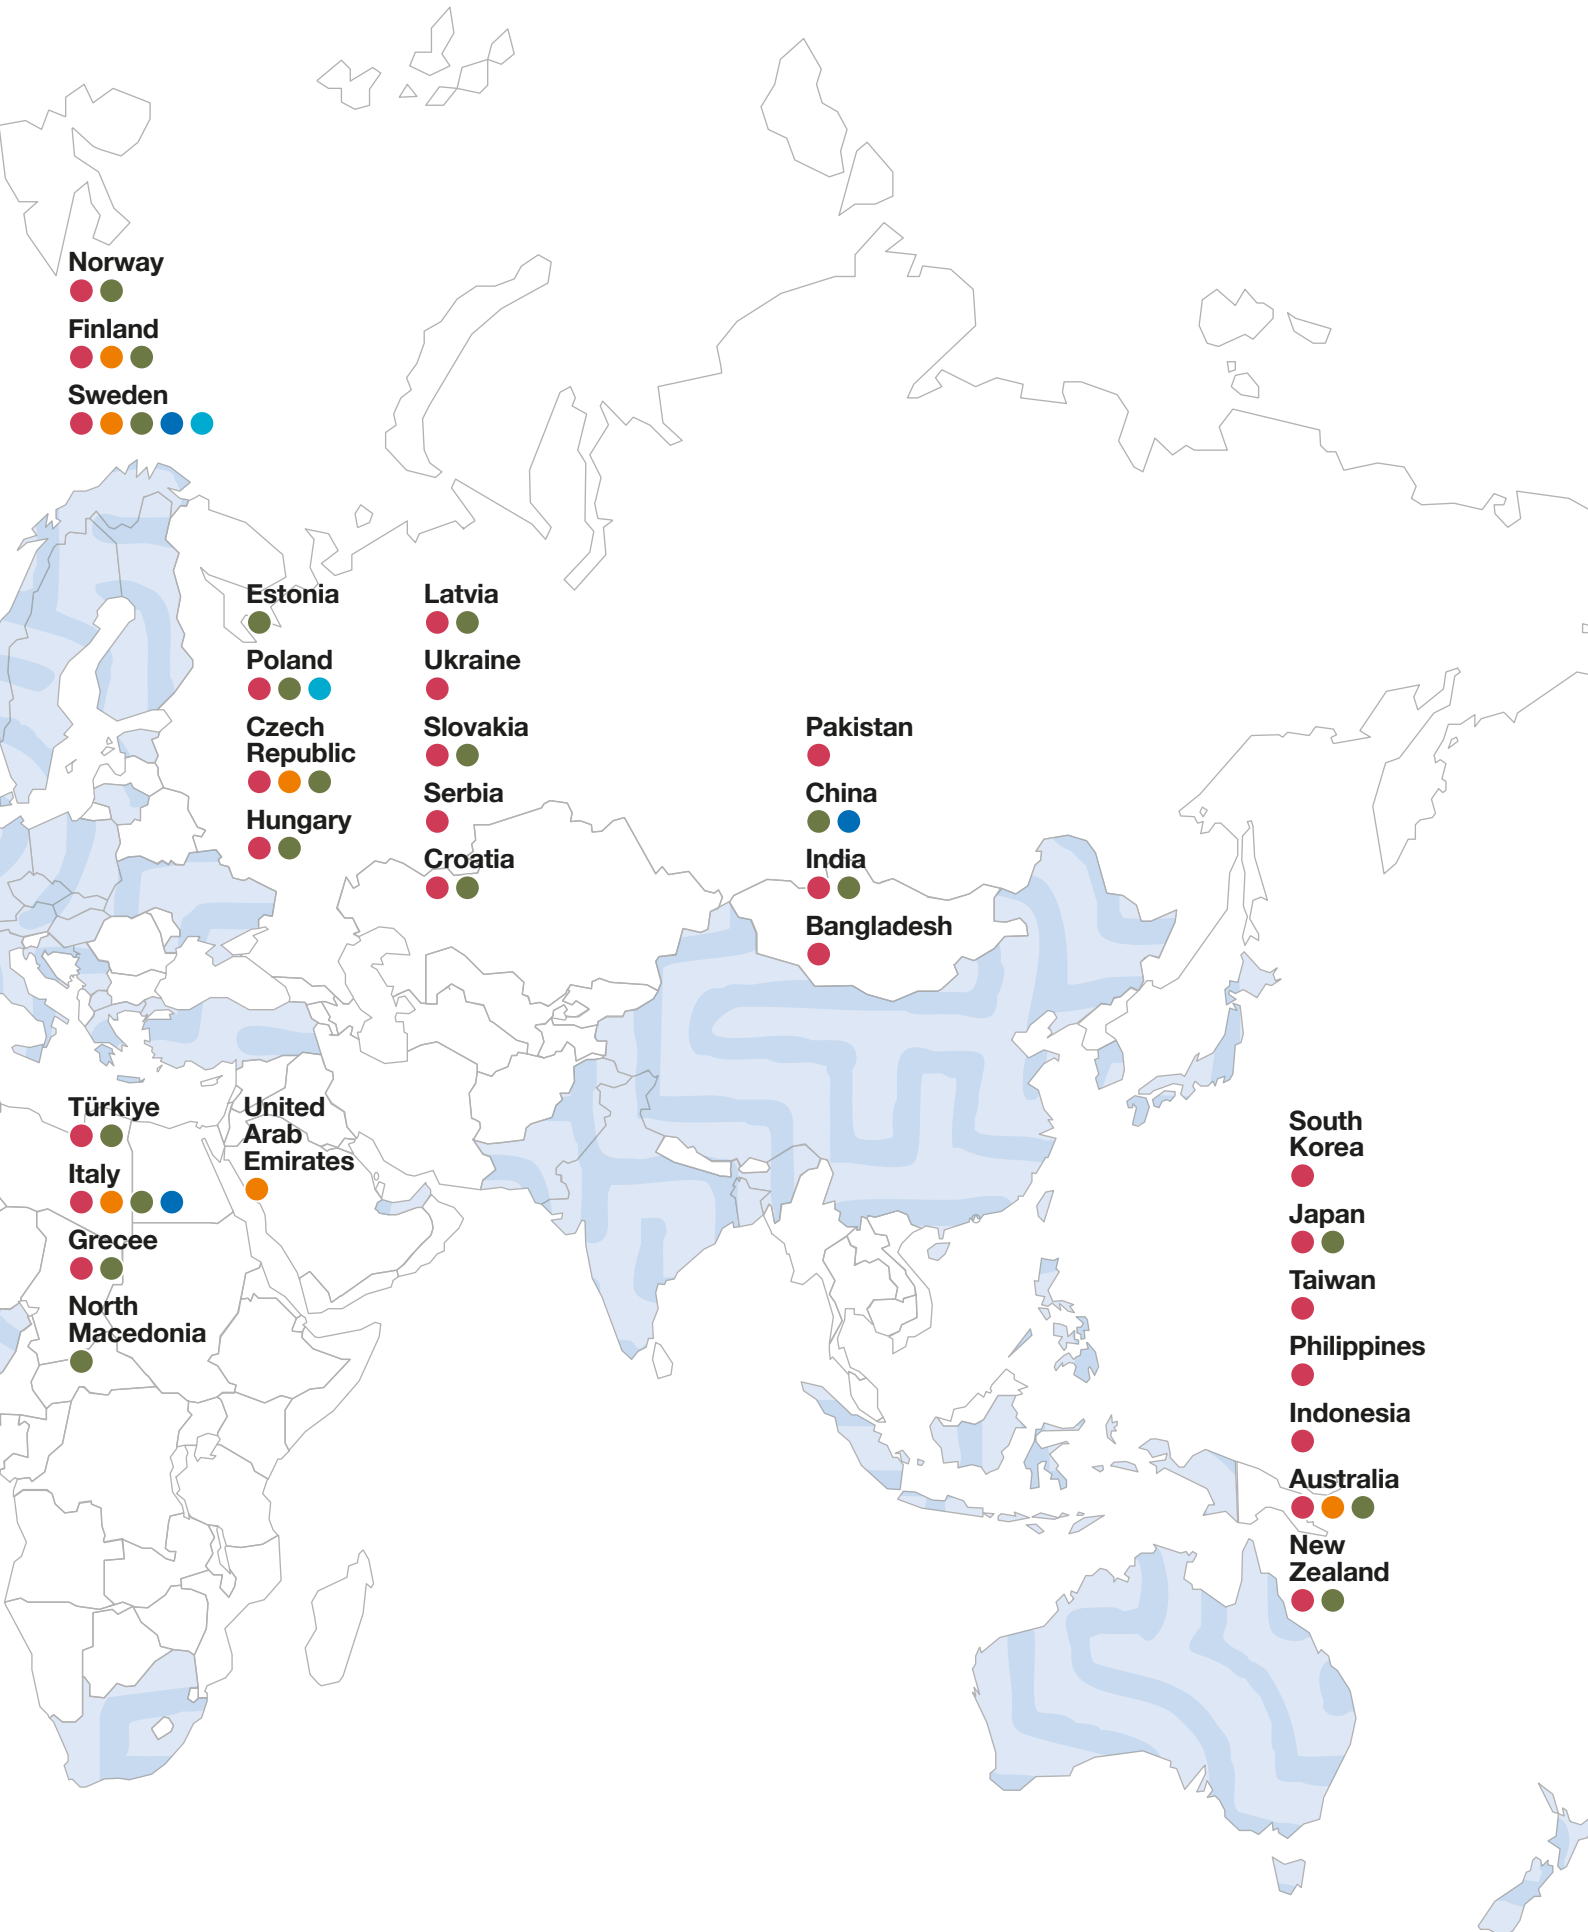 Norway
Finland
Sweden
Estonia
Poland
Czech
Republic
Hungary
Latvia
Ukraine
Slovakia
Serbia
Croatia
Pakistan
China
India
Bangladesh
Türkiye
Italy
Grecee
North
Macedonia
United
Arab
Emirates
South
Korea
Japan
Taiwan
Philippines
Indonesia
Australia
New
Zealand